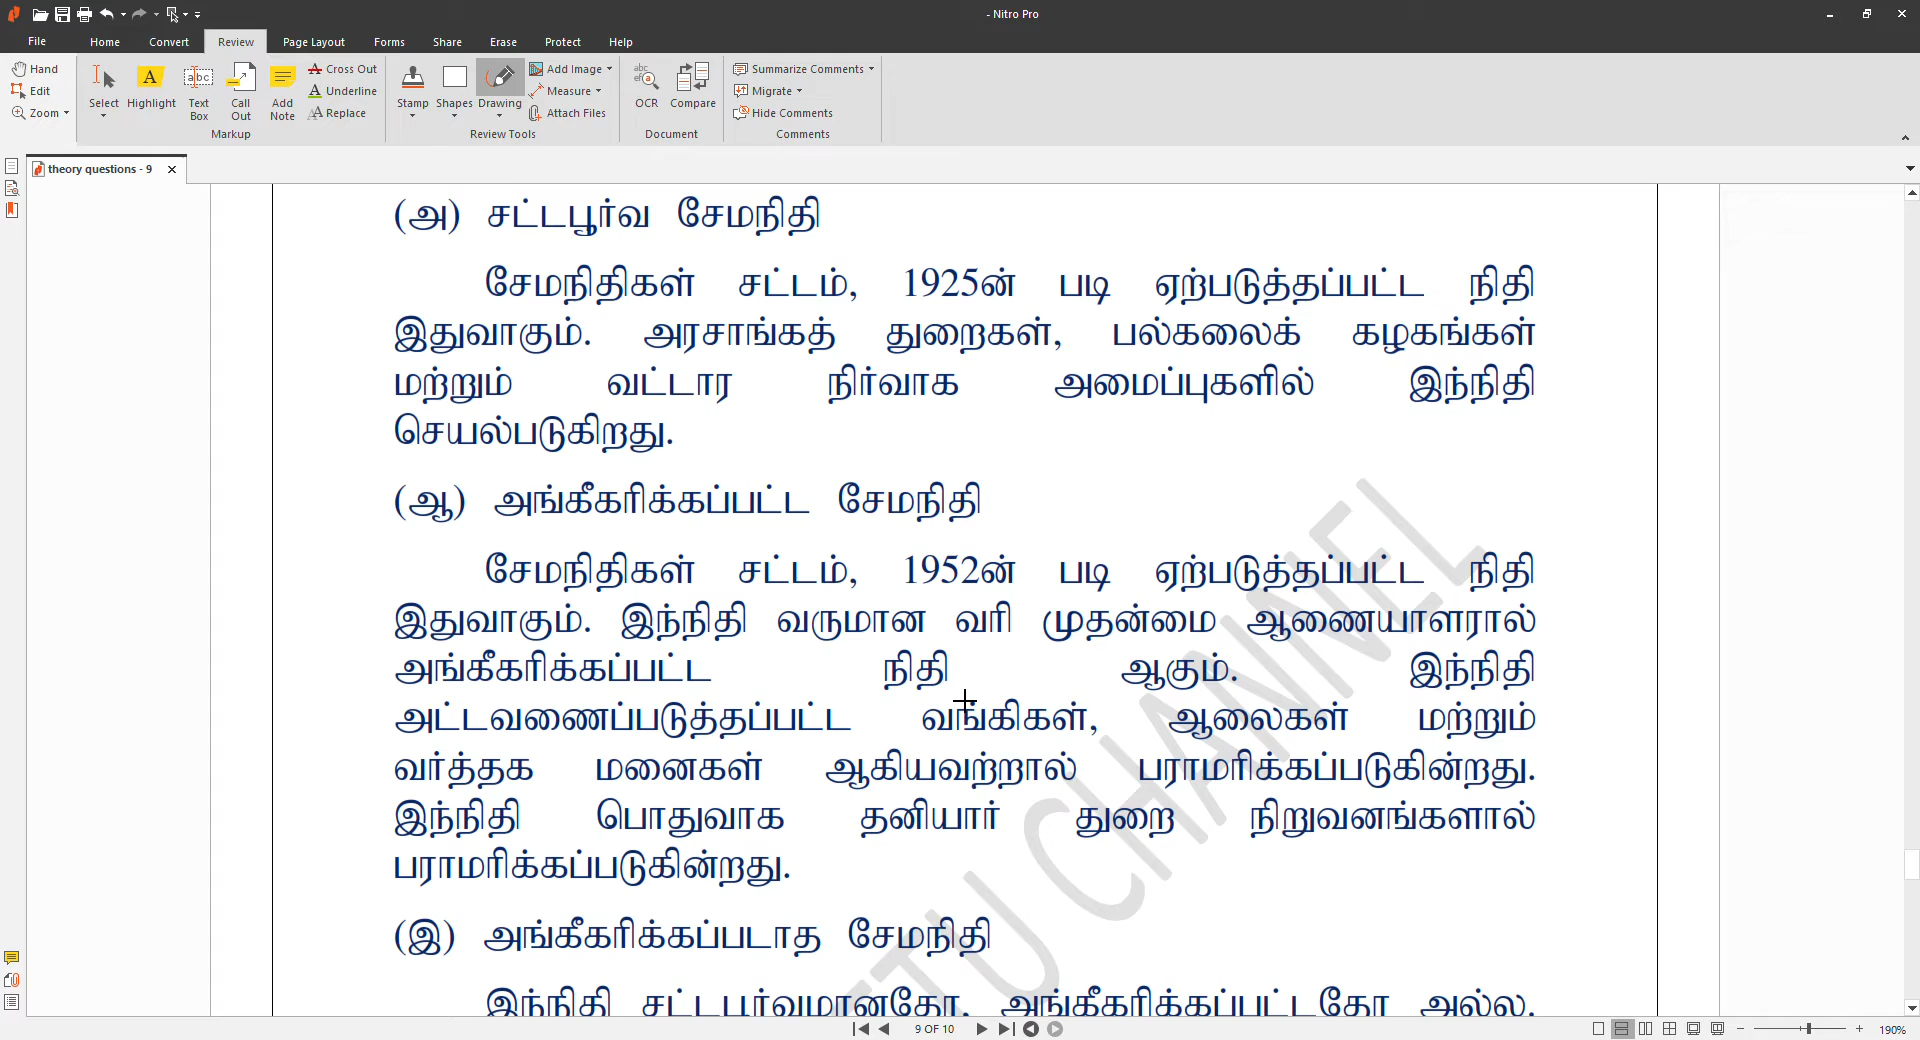 - Nitro Pro
File Home Convert Review Page Layout Forms Share Erase Protect Help
Hand
Edit
Zoom
Select
Highlight
Text Box
Call Out
Add Note
Cross Out
Underline
Replace
Markup
Stamp
Shapes
Drawing
Add Image
Measure
Attach Files
Review Tools
OCR
Compare
Document
Summarize Comments
Migrate
Hide Comments
Comments
theory questions - 9
(அ) சட்டபூர்வ சேமநிதி
சேமநிதிகள் சட்டம், 1925ன் படி ஏற்படுத்தப்பட்ட நிதி
இதுவாகும். அரசாங்கத் துறைகள், பல்கலைக் கழகங்கள்
மற்றும் வட்டார நிர்வாக அமைப்புகளில் இந்நிதி
செயல்படுகிறது.
(ஆ) அங்கீகரிக்கப்பட்ட சேமநிதி
சேமநிதிகள் சட்டம், 1952ன் படி ஏற்படுத்தப்பட்ட நிதி
இதுவாகும். இந்நிதி வருமான வரி முதன்மை ஆணையாளரால்
அங்கீகரிக்கப்பட்ட நிதி ஆகும். இந்நிதி
அட்டவணைப்படுத்தப்பட்ட வங்கிகள், ஆலைகள் மற்றும்
வர்த்தக மனைகள் ஆகியவற்றால் பராமரிக்கப்படுகின்றது.
இந்நிதி பொதுவாக தனியார் துறை நிறுவனங்களால்
பராமரிக்கப்படுகின்றது.
(இ) அங்கீகரிக்கப்படாத சேமநிதி
இந்நிதி சட்டபூர்வமானதோ, அங்கீகரிக்கப்பட்டதோ அல்ல.
TU CHANNEL
9 OF 10
190%